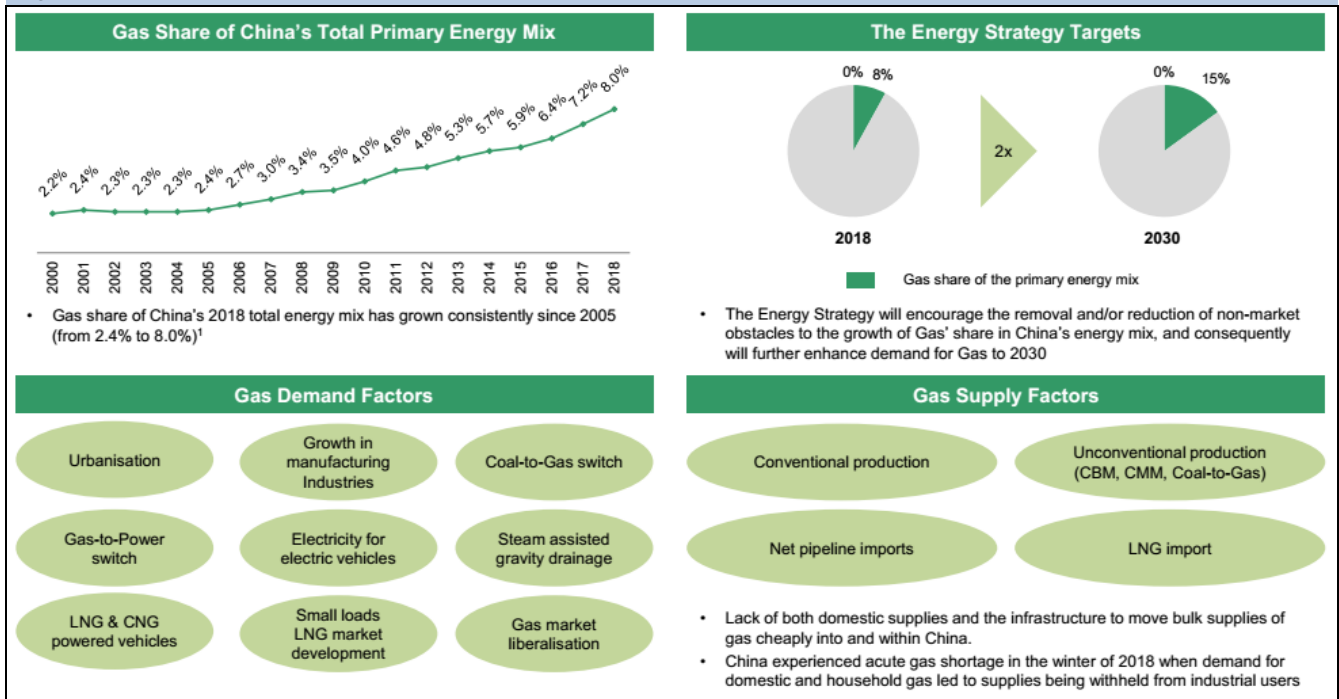 Gas Share of China's Total Primary Energy Mix
2.2%
2.4%
2.3%
2.3%
2.3%
2.4%
2.7%
3.0%
3.4%
3.5%
4.0%
4.6%
4.8%
5.3%
5.7%
5.9%
6.4%
7.2%
8.0%
2000
2001
2002
2003
2004
2005
2006
2007
2008
2009
2010
2011
2012
2013
2014
2015
2016
2017
2018
• Gas share of China's 2018 total energy mix has grown consistently since 2005
(from 2.4% to 8.0%)¹
The Energy Strategy Targets
0% 8%
2018
2x
0% 15%
2030
Gas share of the primary energy mix
• The Energy Strategy will encourage the removal and/or reduction of non-market
obstacles to the growth of Gas' share in China's energy mix, and consequently
will further enhance demand for Gas to 2030
Gas Demand Factors
Urbanisation
Growth in
manufacturing
Industries
Coal-to-Gas switch
Gas-to-Power
switch
Electricity for
electric vehicles
Steam assisted
gravity drainage
LNG & CNG
powered vehicles
Small loads
LNG market
development
Gas market
liberalisation
Gas Supply Factors
Conventional production
Unconventional production
(CBM, CMM, Coal-to-Gas)
Net pipeline imports
LNG import
• Lack of both domestic supplies and the infrastructure to move bulk supplies of
gas cheaply into and within China.
• China experienced acute gas shortage in the winter of 2018 when demand for
domestic and household gas led to supplies being withheld from industrial users